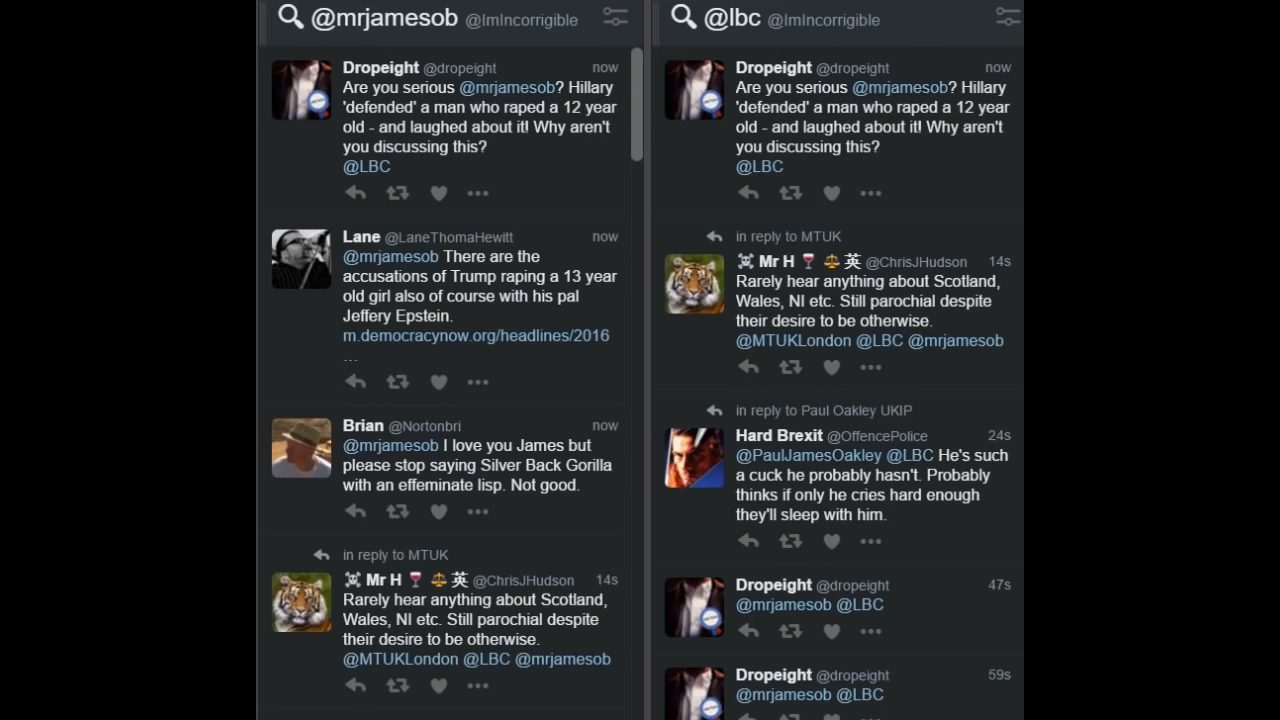 @mrjamesob @ImIncorrigible
Dropeight @dropeight now
Are you serious @mrjamesob? Hillary
'defended' a man who raped a 12 year
old - and laughed about it! Why aren't
you discussing this?
@LBC
Lane @LaneThomaHewitt now
@mrjamesob There are the
accusations of Trump raping a 13 year
old girl also of course with his pal
Jeffery Epstein.
m.democracynow.org/headlines/2016
...
Brian @Nortonbri now
@mrjamesob I love you James but
please stop saying Silver Back Gorilla
with an effeminate lisp. Not good.
in reply to MTUK
☠ Mr H 🍷 ⚖ 英 @ChrisJHudson 14s
Rarely hear anything about Scotland,
Wales, NI etc. Still parochial despite
their desire to be otherwise.
@MTUKLondon @LBC @mrjamesob
@lbc @ImIncorrigible
Dropeight @dropeight now
Are you serious @mrjamesob? Hillary
'defended' a man who raped a 12 year
old - and laughed about it! Why aren't
you discussing this?
@LBC
in reply to MTUK
☠ Mr H 🍷 ⚖ 英 @ChrisJHudson 14s
Rarely hear anything about Scotland,
Wales, NI etc. Still parochial despite
their desire to be otherwise.
@MTUKLondon @LBC @mrjamesob
in reply to Paul Oakley UKIP
Hard Brexit @OffencePolice 24s
@PaulJamesOakley @LBC He's such
a cuck he probably hasn't. Probably
thinks if only he cries hard enough
they'll sleep with him.
Dropeight @dropeight 47s
@mrjamesob @LBC
Dropeight @dropeight 59s
@mrjamesob @LBC